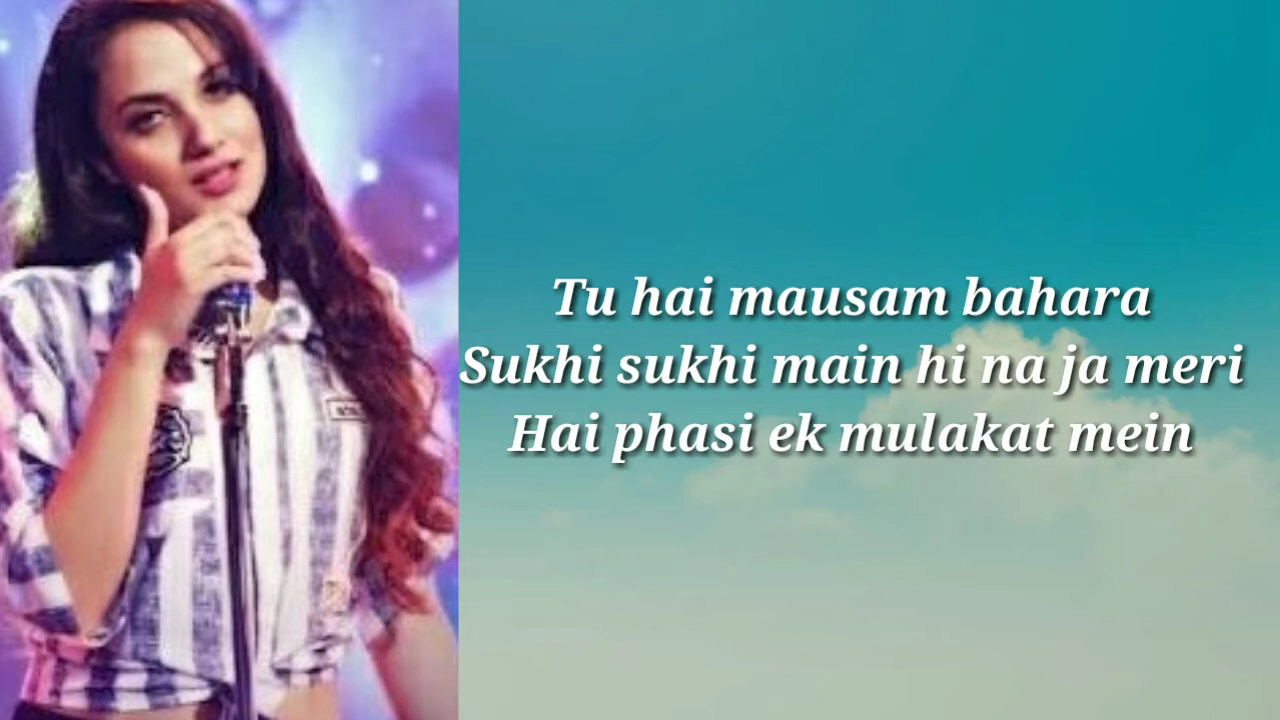 Tu hai mausam bahara
Sukhi sukhi main hi na ja meri
Hai phasi ek mulakat mein